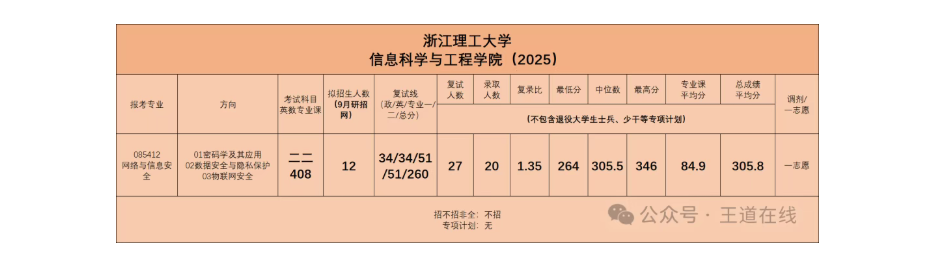 浙江理工大学
信息科学与工程学院（2025）
报考专业
方向
考试科目
英数专业课
拟招生人数
（9月研招
网）
复试线
（政/英/专业一/
二/总分）
复试
人数
录取
人数
复录比
最低分
中位数
最高分
专业课
平均分
总成绩
平均分
（不包含退役大学生士兵、少干等专项计划）
调剂/
一志愿
085412
网络与信息安
全
01密码学及其应用
02数据安全与隐私保护
03物联网安全
二二
408
12
34/34/51
/51/260
27
20
1.35
264
305.5
346
84.9
305.8
一志愿
招不招非全：不招
专项计划：无
公众号 · 王道在线